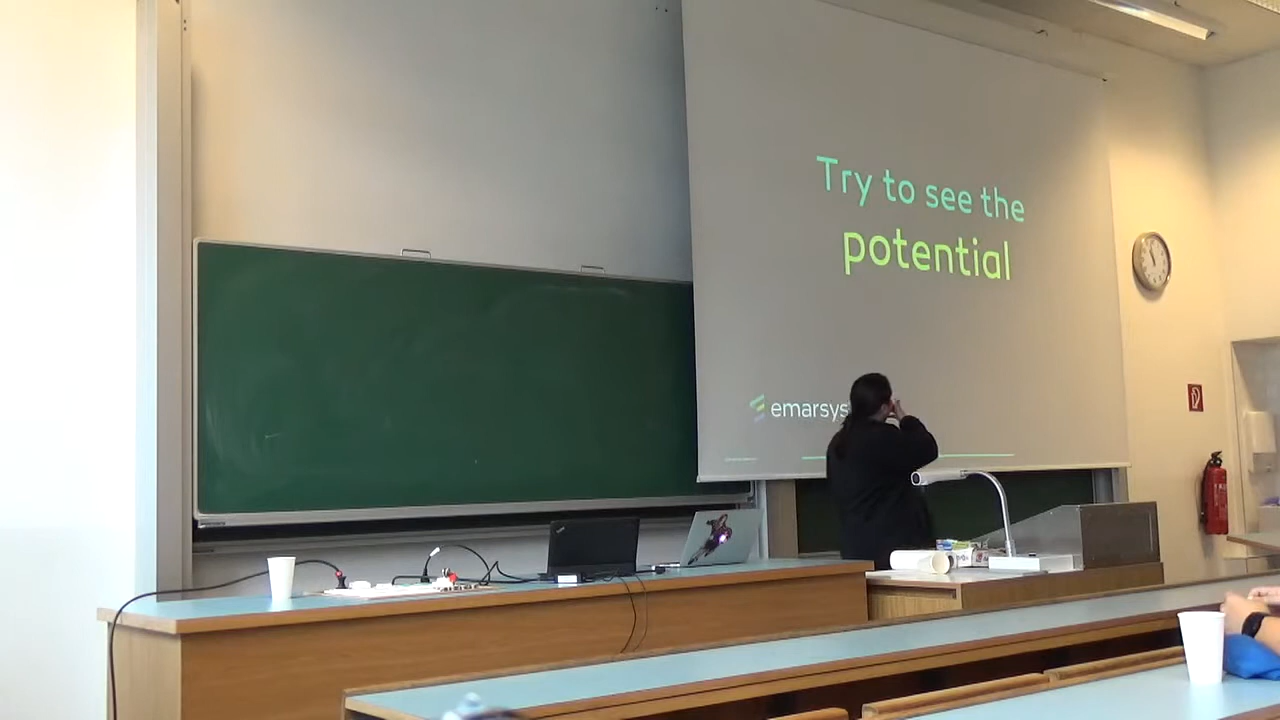 Try to see the
potential
emarsys